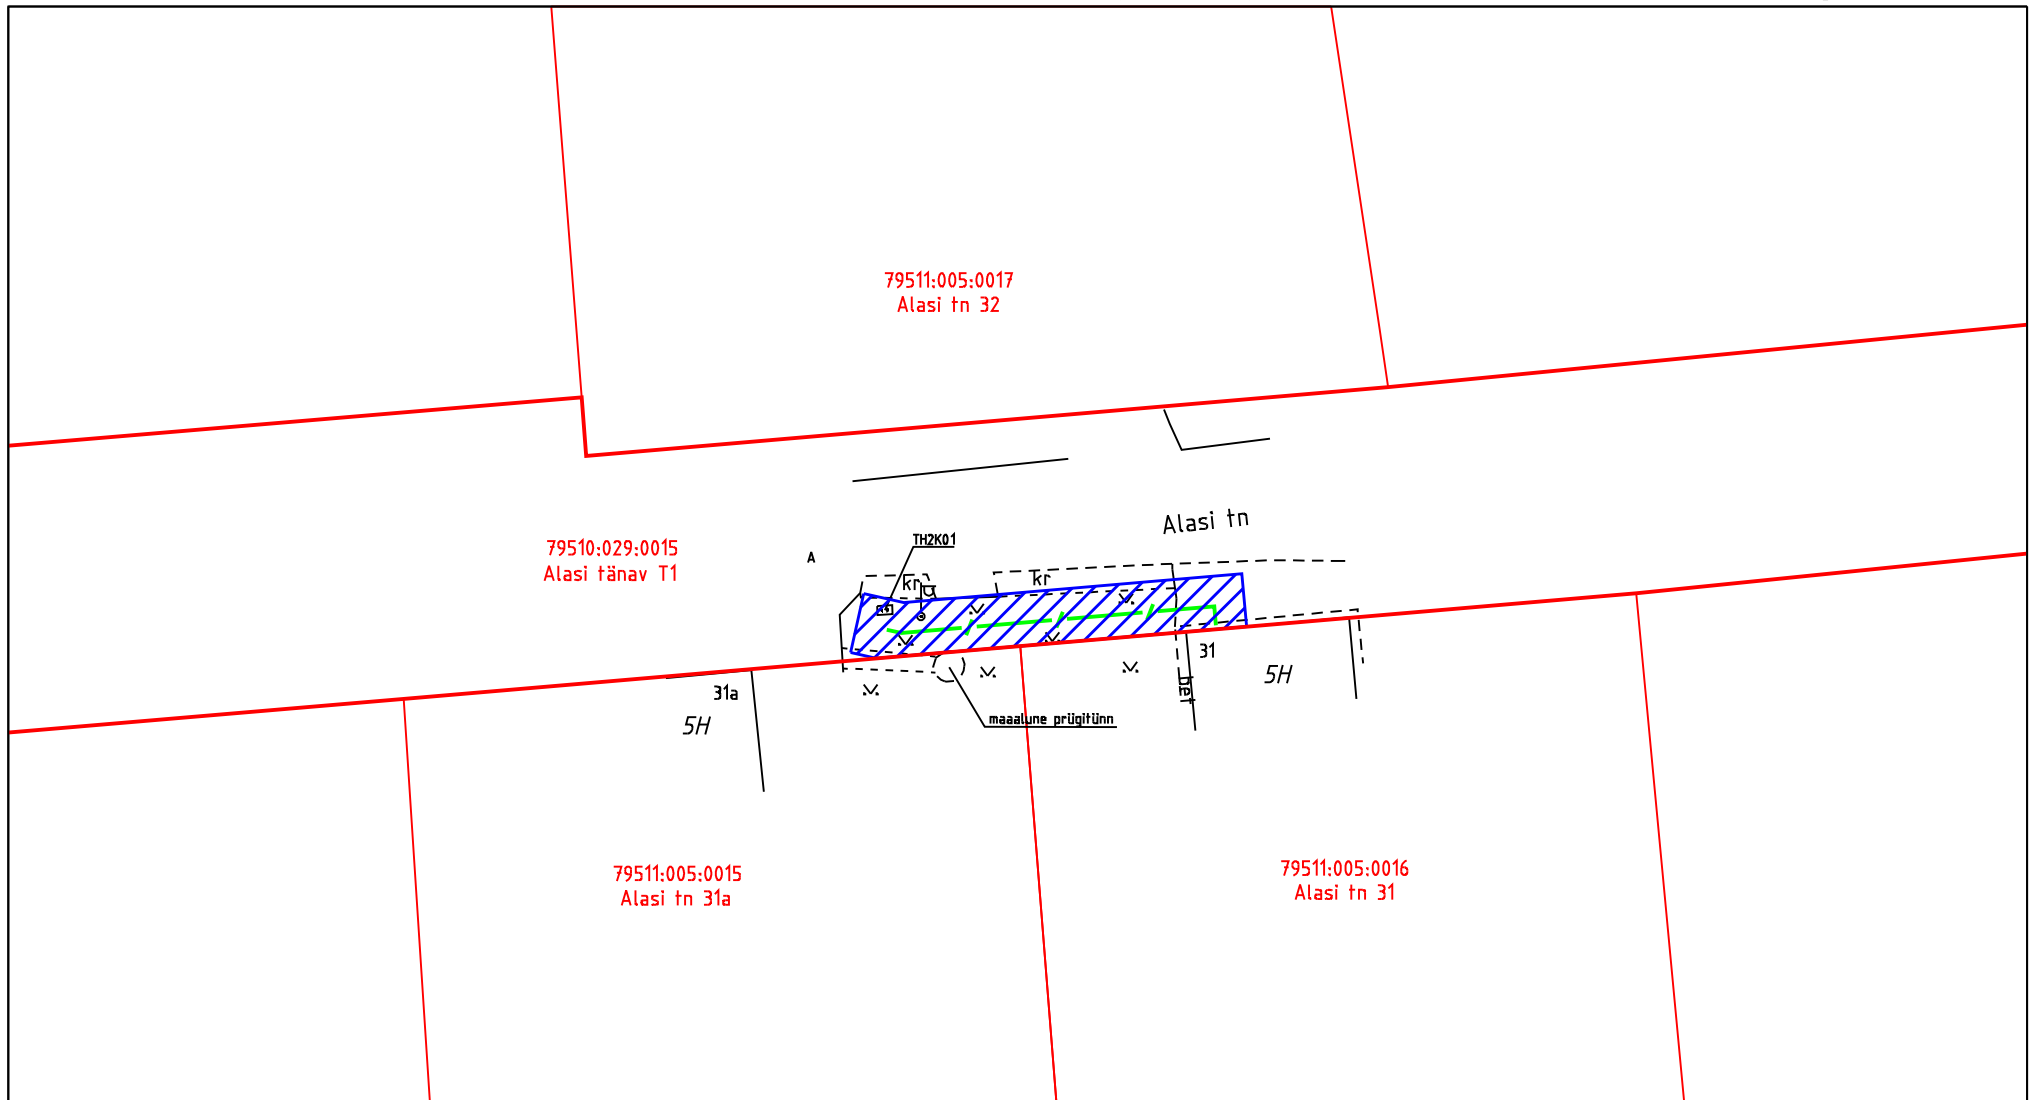 79511:005:0017
Alasi tn 32
Alasi tn
TH2K01
79510:029:0015
Alasi tänav T1
A
kr
kr
31
5H
31a
5H
bet
maaalune prügitünn
79511:005:0015
Alasi tn 31a
79511:005:0016
Alasi tn 31